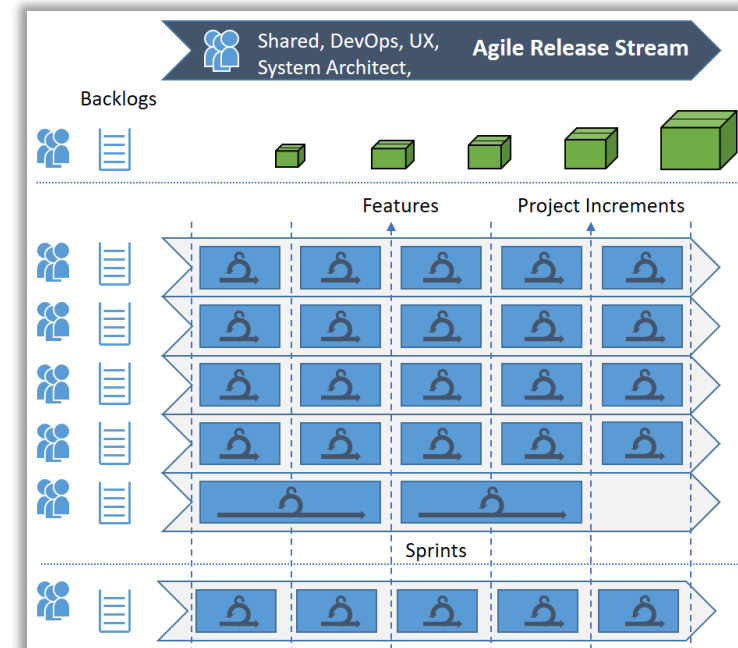 Shared, DevOps, UX,
System Architect,
Agile Release Stream
Backlogs
Features
Project Increments
Sprints